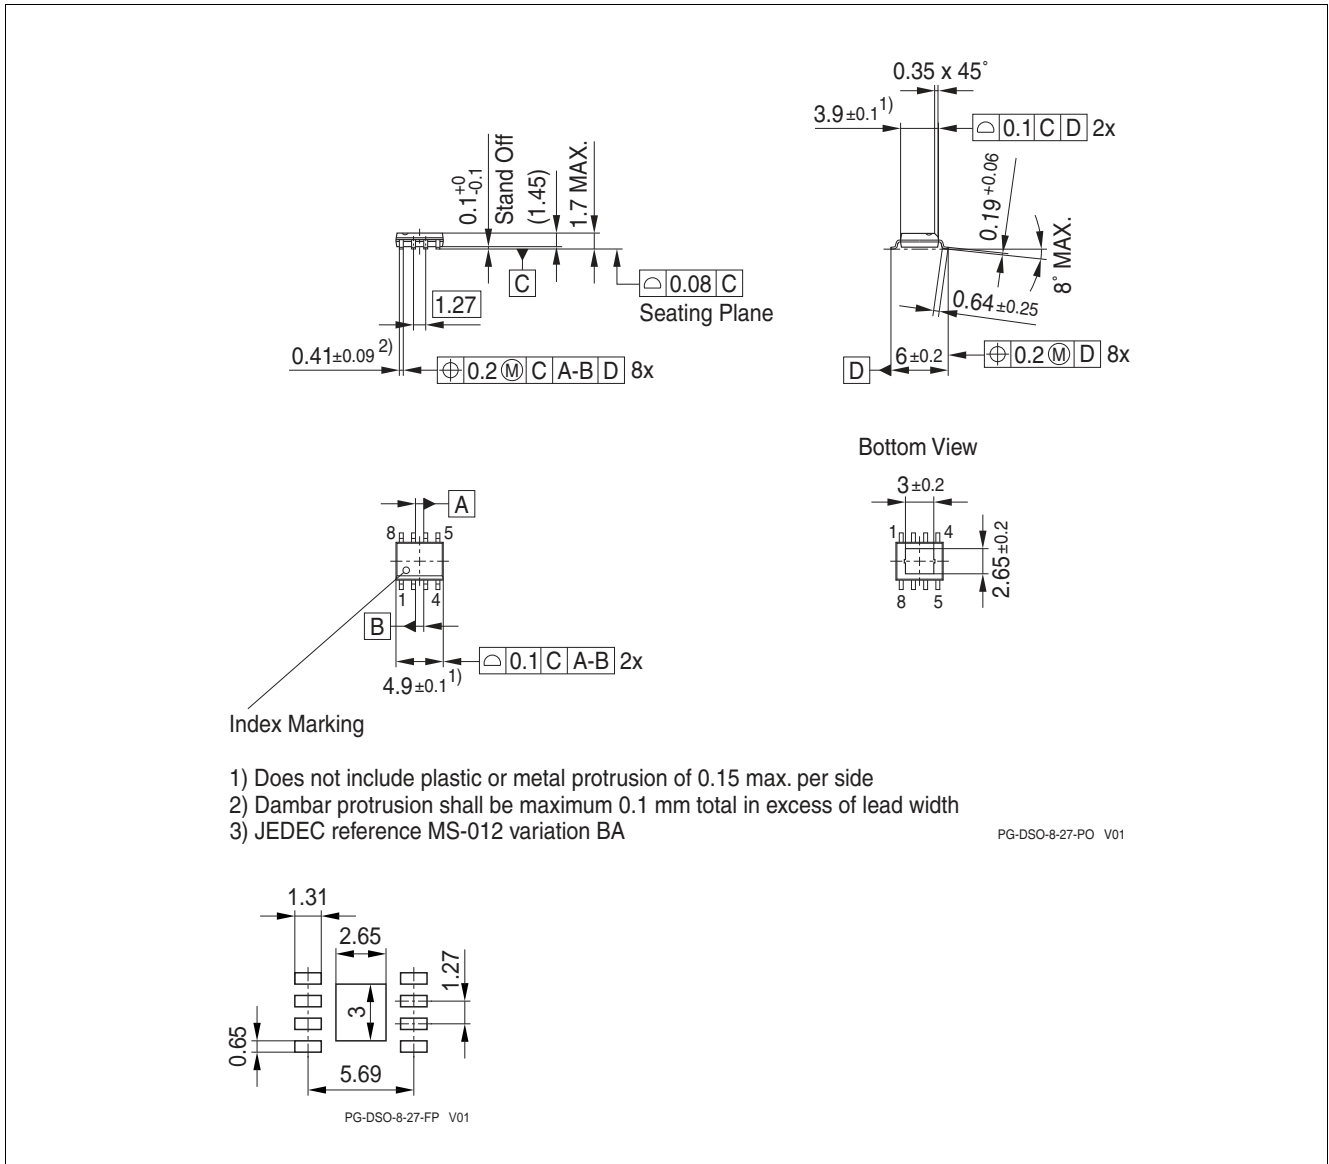 0.35 x 45°
3.9±0.1 1)
⌓ 0.1 C D 2x
0.1 +0 -0.1
Stand Off
(1.45)
1.7 MAX.
0.19 +0.06
8° MAX.
C
⌓ 0.08 C
Seating Plane
1.27
0.64 ±0.25
0.41±0.09 2)
⌖ 0.2 Ⓜ C A-B D 8x
D
6±0.2
⌖ 0.2 Ⓜ D 8x
Bottom View
A
3±0.2
8 5
1 4
2.65±0.2
1 4
8 5
B
⌓ 0.1 C A-B 2x
4.9±0.1 1)
Index Marking
1) Does not include plastic or metal protrusion of 0.15 max. per side
2) Dambar protrusion shall be maximum 0.1 mm total in excess of lead width
3) JEDEC reference MS-012 variation BA
PG-DSO-8-27-PO V01
1.31
2.65
1.27
3
0.65
5.69
PG-DSO-8-27-FP V01